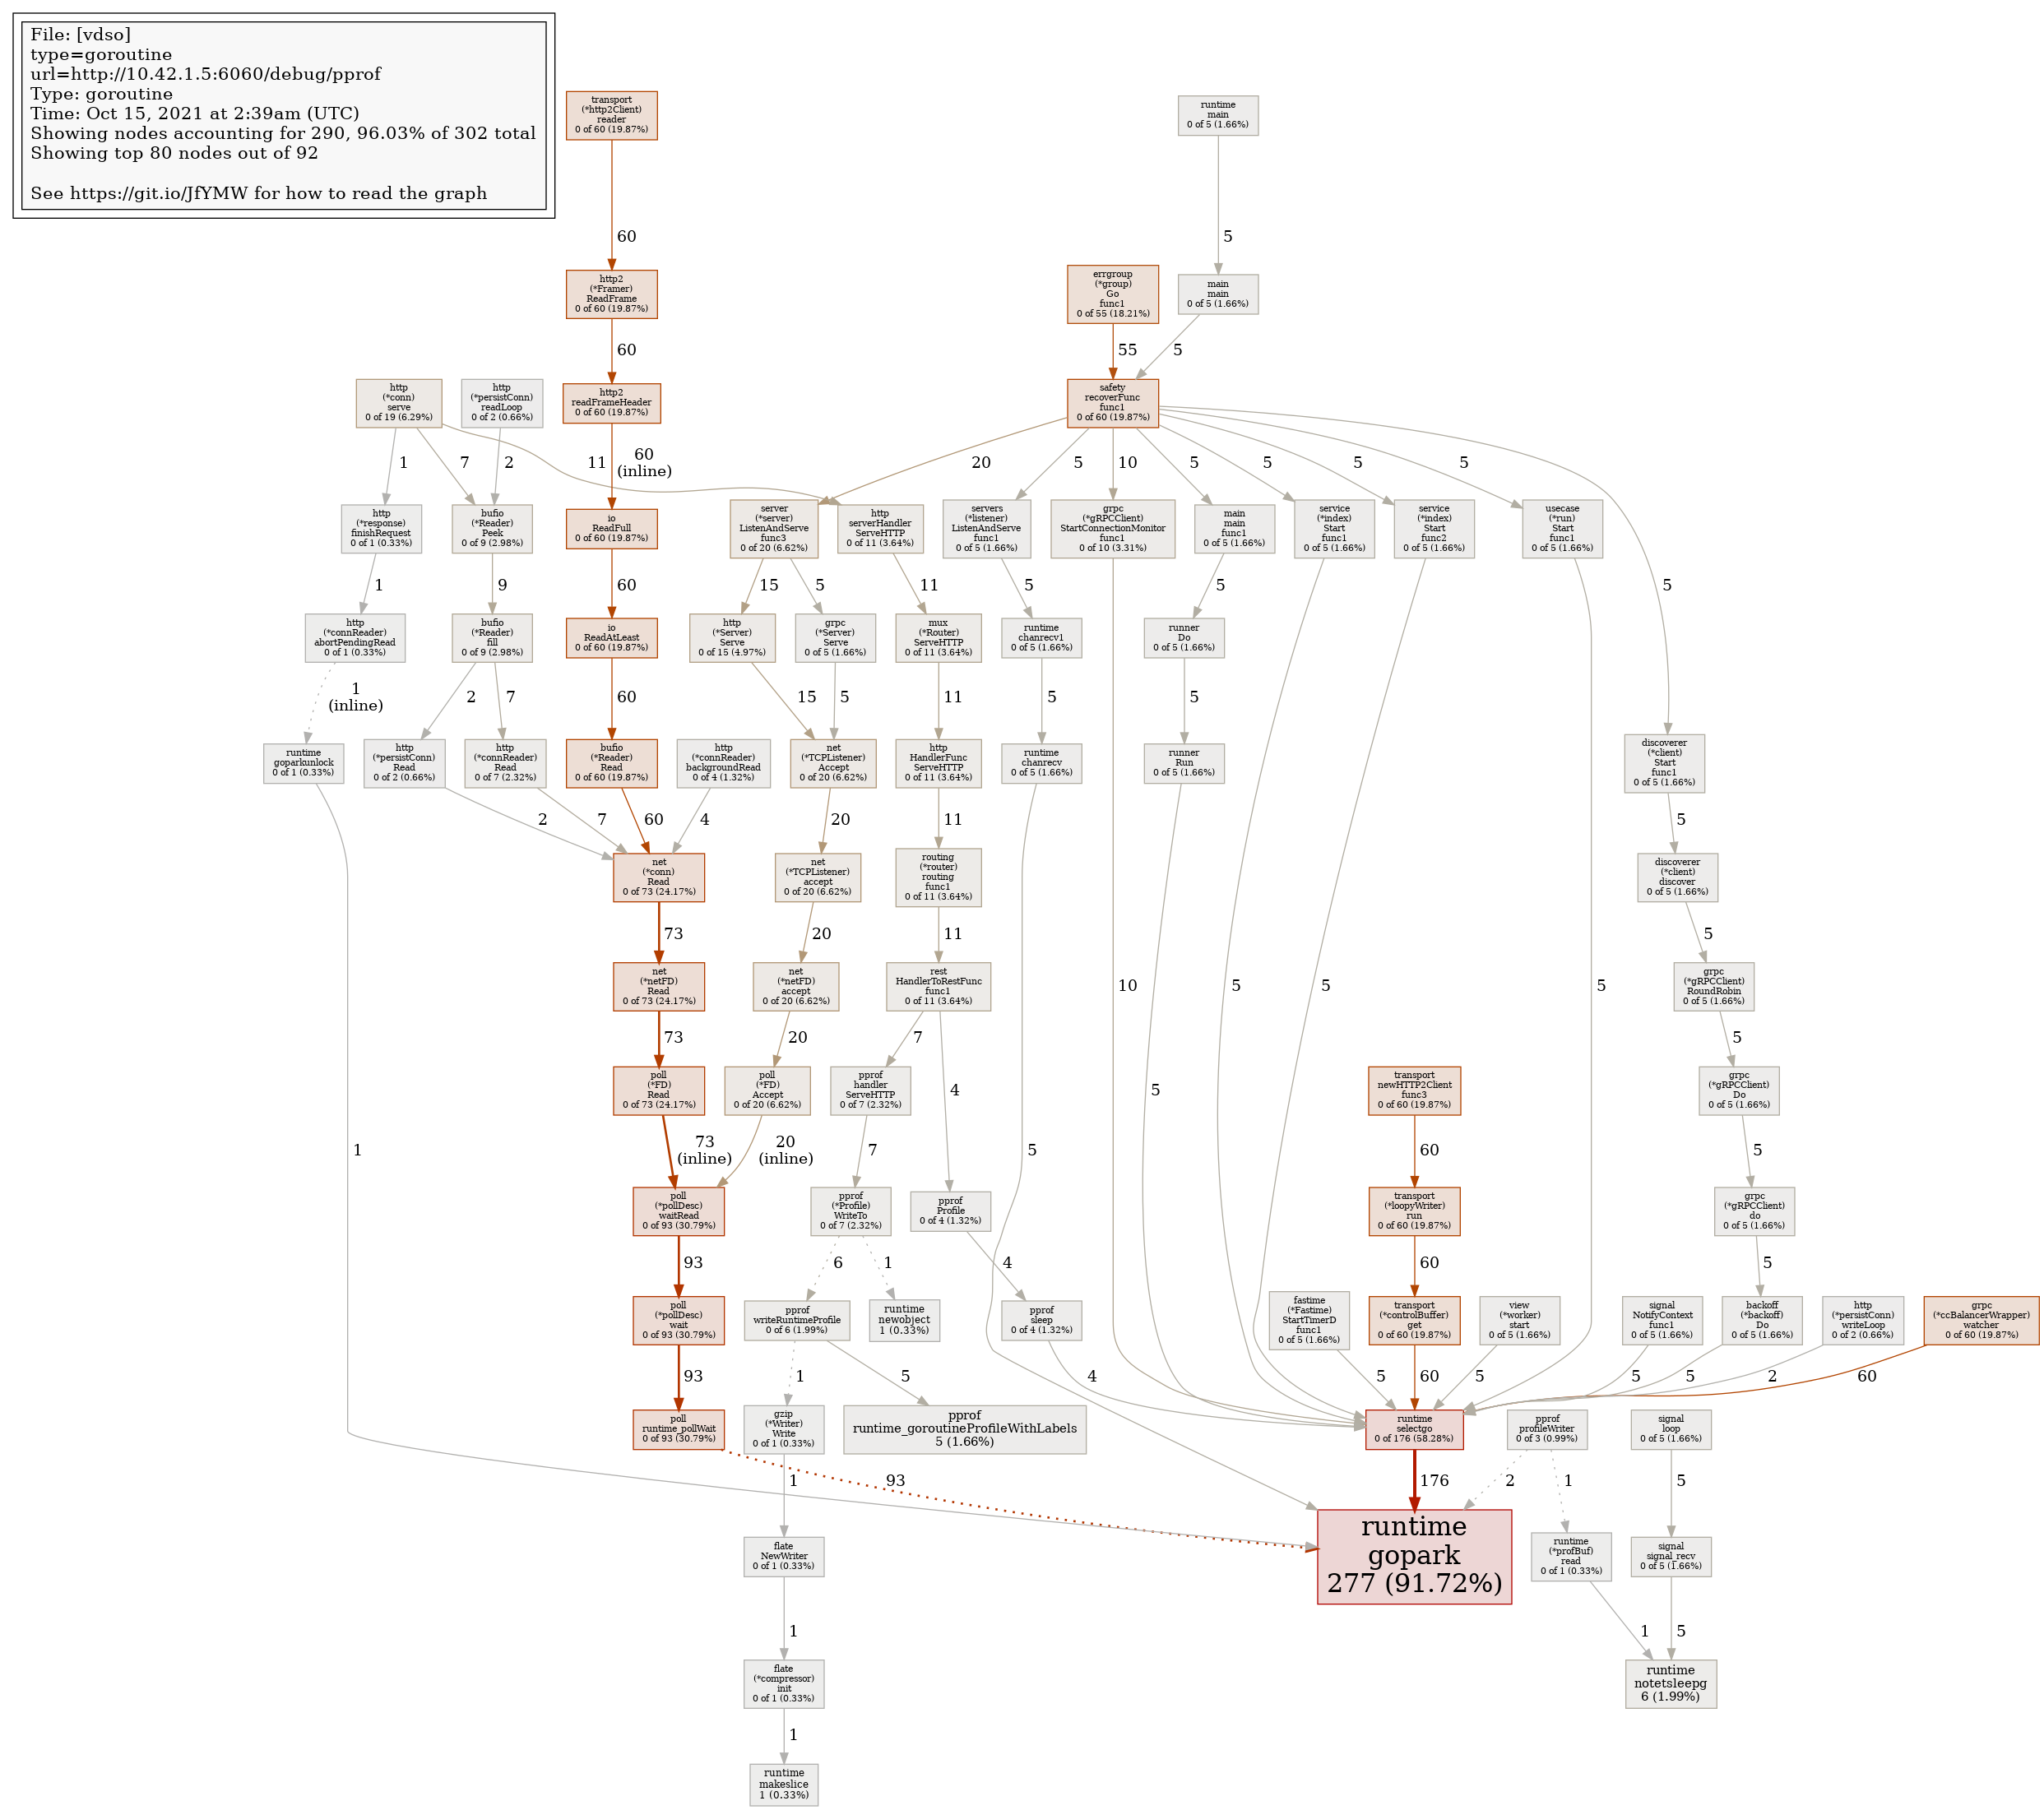 File: [vdso]
type=goroutine
url=http://10.42.1.5:6060/debug/pprof
Type: goroutine
Time: Oct 15, 2021 at 2:39am (UTC)
Showing nodes accounting for 290, 96.03% of 302 total
Showing top 80 nodes out of 92
See https://git.io/JfYMW for how to read the graph
transport
(*http2Client)
reader
0 of 60 (19.87%)
runtime
main
0 of 5 (1.66%)
60
5
http2
(*Framer)
ReadFrame
0 of 60 (19.87%)
errgroup
(*group)
Go
func1
0 of 55 (18.21%)
main
main
0 of 5 (1.66%)
60
55
5
http
(*conn)
serve
0 of 19 (6.29%)
http
(*persistConn)
readLoop
0 of 2 (0.66%)
http2
readFrameHeader
0 of 60 (19.87%)
safety
recoverFunc
func1
0 of 60 (19.87%)
1
7
2
11
60
(inline)
20
5
10
5
5
5
5
5
http
(*response)
finishRequest
0 of 1 (0.33%)
bufio
(*Reader)
Peek
0 of 9 (2.98%)
io
ReadFull
0 of 60 (19.87%)
server
(*server)
ListenAndServe
func3
0 of 20 (6.62%)
http
serverHandler
ServeHTTP
0 of 11 (3.64%)
servers
(*listener)
ListenAndServe
func1
0 of 5 (1.66%)
grpc
(*gRPCClient)
StartConnectionMonitor
func1
0 of 10 (3.31%)
main
main
func1
0 of 5 (1.66%)
service
(*index)
Start
func1
0 of 5 (1.66%)
service
(*index)
Start
func2
0 of 5 (1.66%)
usecase
(*run)
Start
func1
0 of 5 (1.66%)
1
9
60
15
5
11
5
5
http
(*connReader)
abortPendingRead
0 of 1 (0.33%)
bufio
(*Reader)
fill
0 of 9 (2.98%)
io
ReadAtLeast
0 of 60 (19.87%)
http
(*Server)
Serve
0 of 15 (4.97%)
grpc
(*Server)
Serve
0 of 5 (1.66%)
mux
(*Router)
ServeHTTP
0 of 11 (3.64%)
runtime
chanrecv1
0 of 5 (1.66%)
runner
Do
0 of 5 (1.66%)
1
(inline)
2
7
60
15
5
11
5
5
runtime
goparkunlock
0 of 1 (0.33%)
http
(*persistConn)
Read
0 of 2 (0.66%)
http
(*connReader)
Read
0 of 7 (2.32%)
bufio
(*Reader)
Read
0 of 60 (19.87%)
http
(*connReader)
backgroundRead
0 of 4 (1.32%)
net
(*TCPListener)
Accept
0 of 20 (6.62%)
http
HandlerFunc
ServeHTTP
0 of 11 (3.64%)
runtime
chanrecv
0 of 5 (1.66%)
runner
Run
0 of 5 (1.66%)
discoverer
(*client)
Start
func1
0 of 5 (1.66%)
2
7
60
4
20
11
5
net
(*conn)
Read
0 of 73 (24.17%)
net
(*TCPListener)
accept
0 of 20 (6.62%)
routing
(*router)
routing
func1
0 of 11 (3.64%)
discoverer
(*client)
discover
0 of 5 (1.66%)
73
20
11
5
net
(*netFD)
Read
0 of 73 (24.17%)
net
(*netFD)
accept
0 of 20 (6.62%)
rest
HandlerToRestFunc
func1
0 of 11 (3.64%)
10
5
5
5
grpc
(*gRPCClient)
RoundRobin
0 of 5 (1.66%)
73
20
7
5
poll
(*FD)
Read
0 of 73 (24.17%)
poll
(*FD)
Accept
0 of 20 (6.62%)
pprof
handler
ServeHTTP
0 of 7 (2.32%)
4
5
transport
newHTTP2Client
func3
0 of 60 (19.87%)
grpc
(*gRPCClient)
Do
0 of 5 (1.66%)
1
73
(inline)
20
(inline)
7
5
60
5
poll
(*pollDesc)
waitRead
0 of 93 (30.79%)
pprof
(*Profile)
WriteTo
0 of 7 (2.32%)
pprof
Profile
0 of 4 (1.32%)
transport
(*loopyWriter)
run
0 of 60 (19.87%)
grpc
(*gRPCClient)
do
0 of 5 (1.66%)
93
6
1
4
60
5
poll
(*pollDesc)
wait
0 of 93 (30.79%)
pprof
writeRuntimeProfile
0 of 6 (1.99%)
runtime
newobject
1 (0.33%)
pprof
sleep
0 of 4 (1.32%)
fastime
(*Fastime)
StartTimerD
func1
0 of 5 (1.66%)
transport
(*controlBuffer)
get
0 of 60 (19.87%)
view
(*worker)
start
0 of 5 (1.66%)
signal
NotifyContext
func1
0 of 5 (1.66%)
backoff
(*backoff)
Do
0 of 5 (1.66%)
http
(*persistConn)
writeLoop
0 of 2 (0.66%)
grpc
(*ccBalancerWrapper)
watcher
0 of 60 (19.87%)
93
1
5
4
5
60
5
5
5
2
60
poll
runtime_pollWait
0 of 93 (30.79%)
gzip
(*Writer)
Write
0 of 1 (0.33%)
pprof
runtime_goroutineProfileWithLabels
5 (1.66%)
runtime
selectgo
0 of 176 (58.28%)
pprof
profileWriter
0 of 3 (0.99%)
signal
loop
0 of 5 (1.66%)
1
93
176
2
1
5
flate
NewWriter
0 of 1 (0.33%)
runtime
gopark
277 (91.72%)
runtime
(*profBuf)
read
0 of 1 (0.33%)
signal
signal_recv
0 of 5 (1.66%)
1
1
5
flate
(*compressor)
init
0 of 1 (0.33%)
runtime
notetsleepg
6 (1.99%)
1
runtime
makeslice
1 (0.33%)